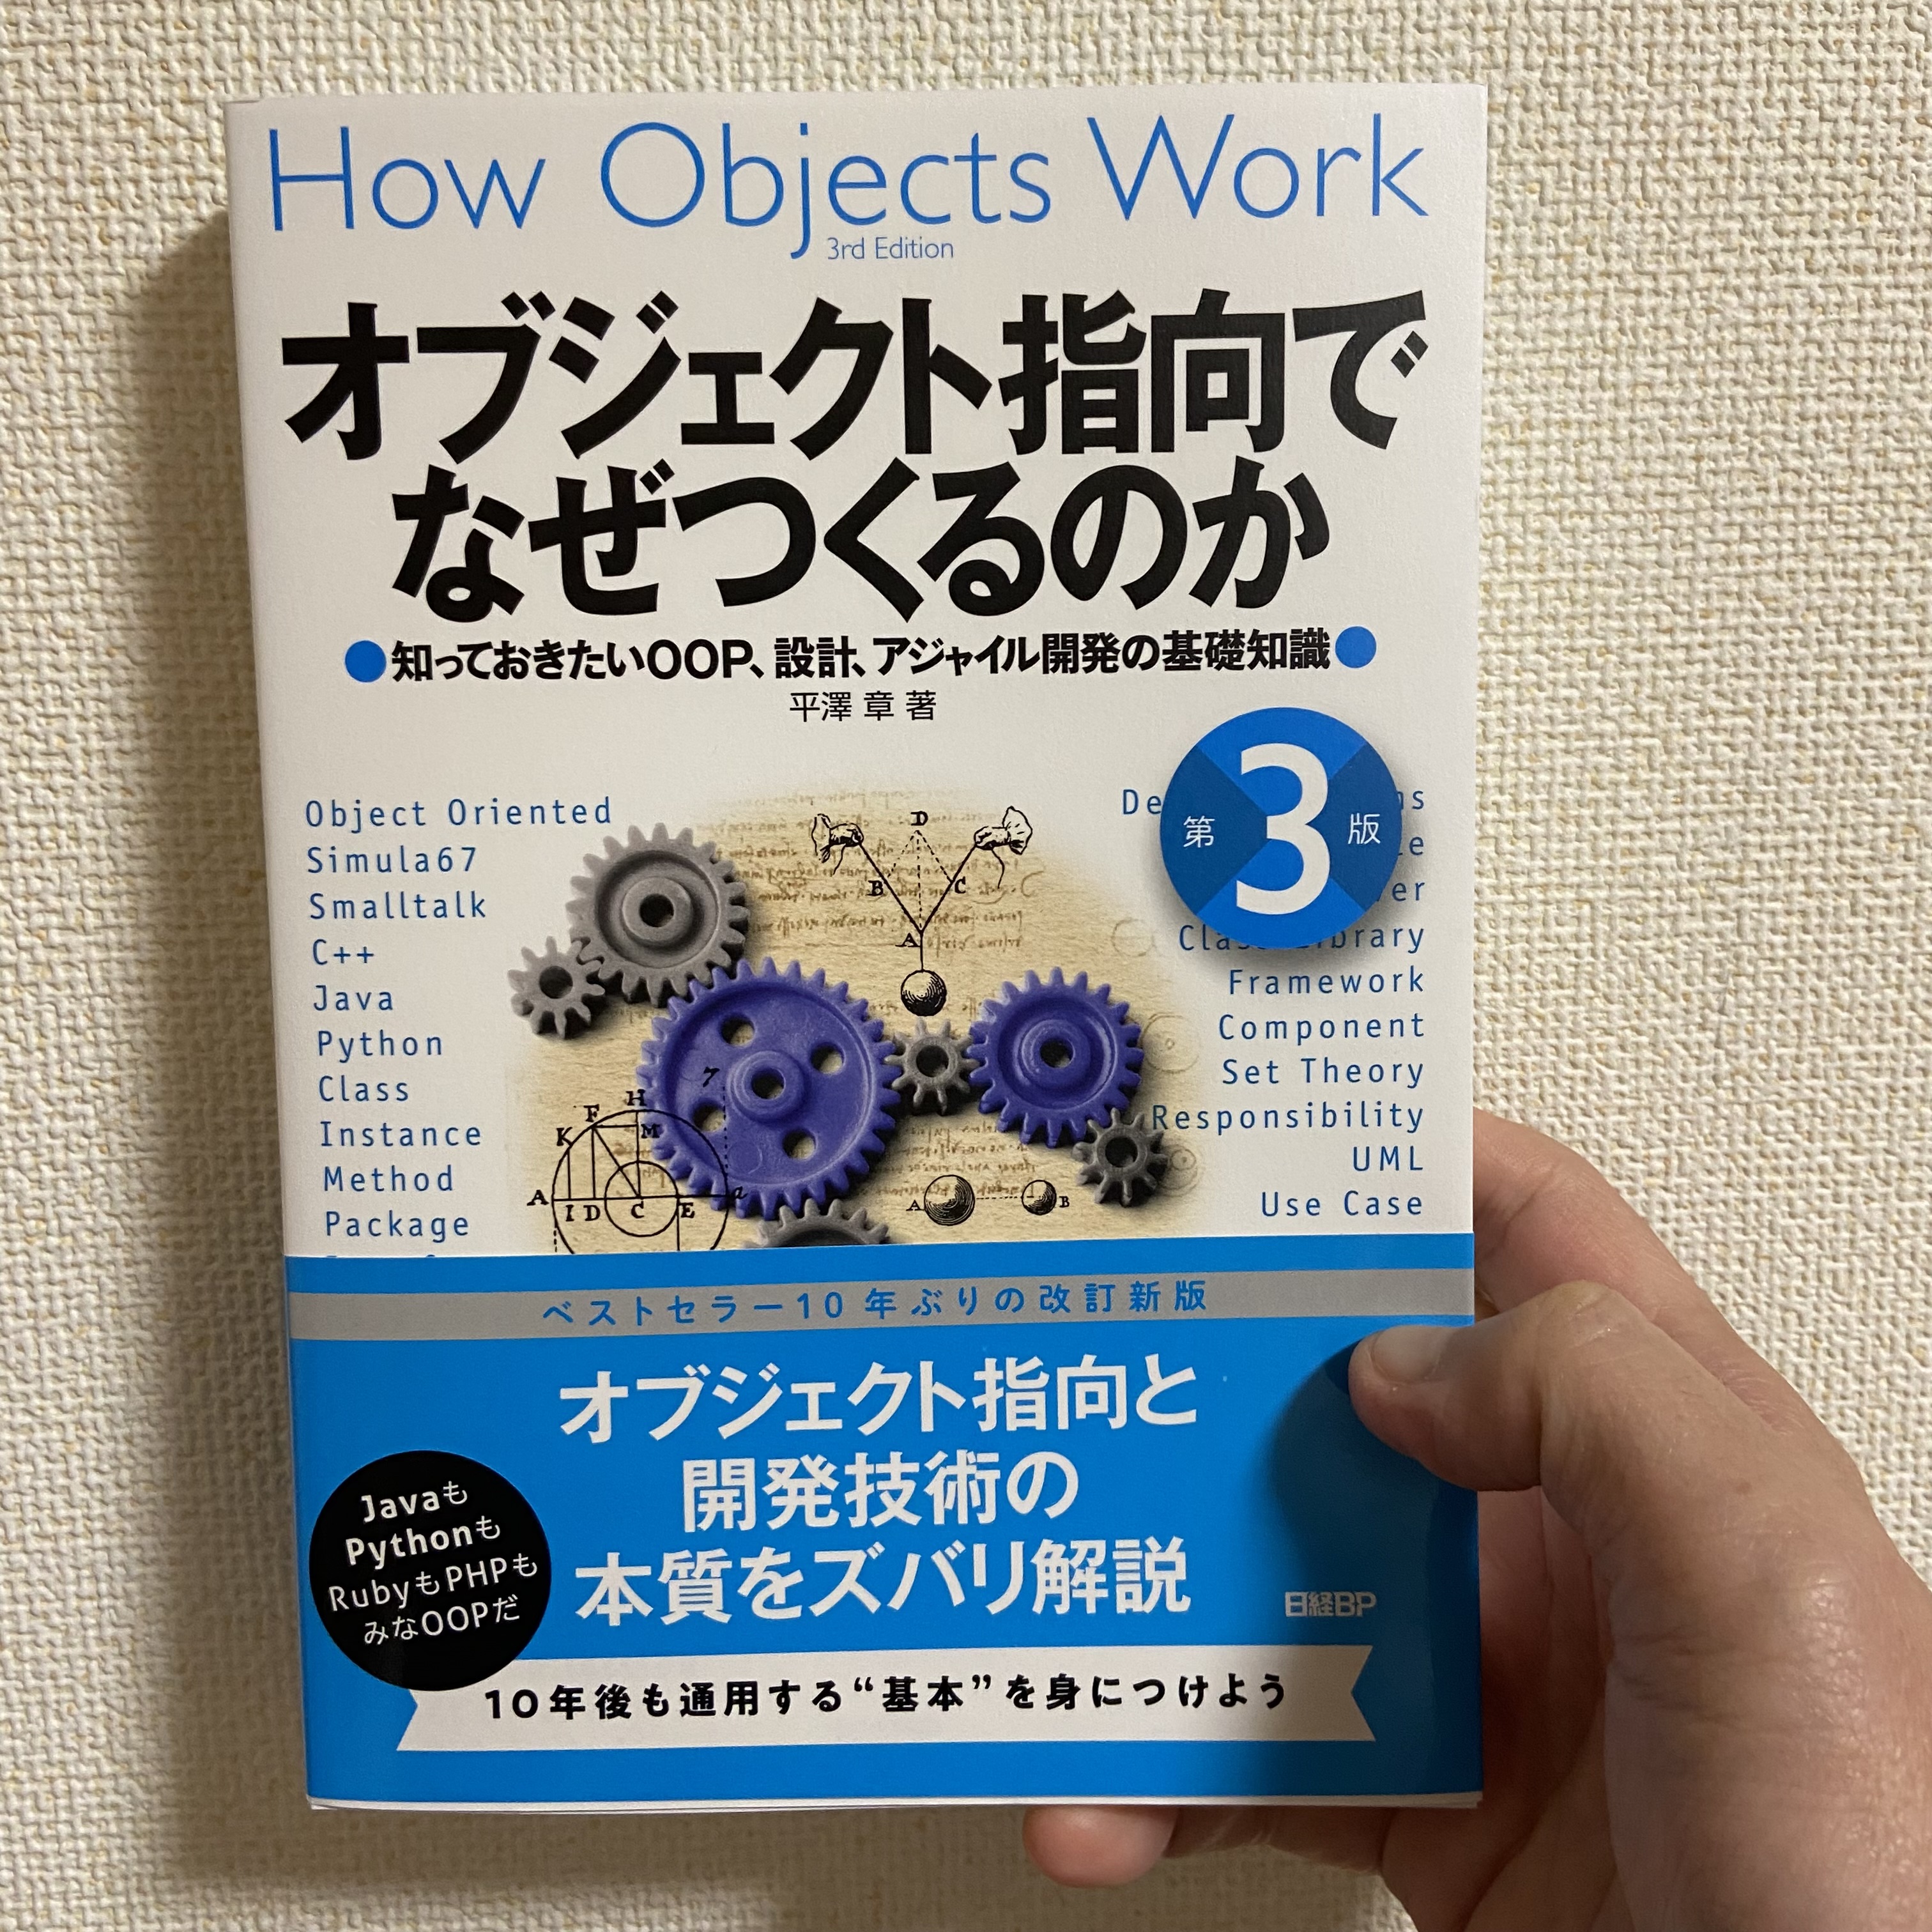 How Objects Work
3rd Edition
オブジェクト指向で
なぜつくるのか
●知っておきたいOOP、設計、アジャイル開発の基礎知識●
平澤 章 著
第3版
Object Oriented
Simula67
Smalltalk
C++
Java
Python
Class
Instance
Method
Package
Library
Framework
Component
Set Theory
Responsibility
UML
Use Case
D
B
C
A
7
H
F
M
K
A
I
D
C
E
a
A
B
ベストセラー10年ぶりの改訂新版
オブジェクト指向と
開発技術の
本質をズバリ解説
Javaも
Pythonも
RubyもPHPも
みなOOPだ
日経BP
10年後も通用する“基本”を身につけよう